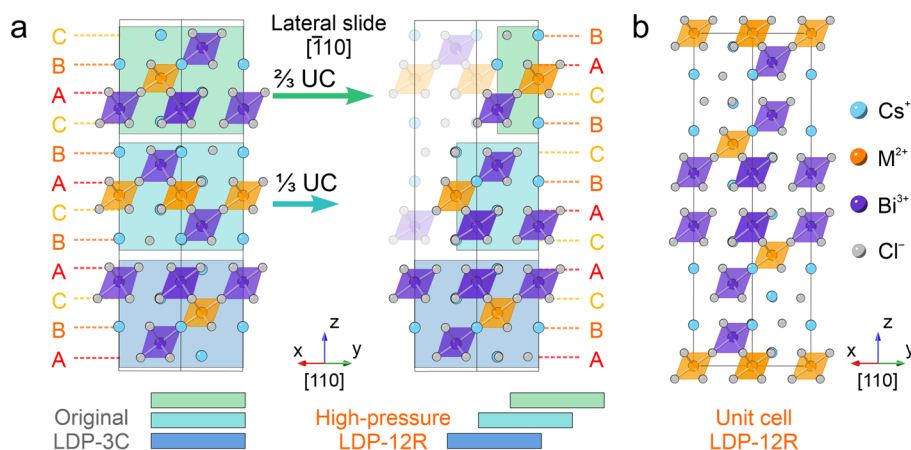 a
Lateral slide
[1̅10]
⅔ UC
⅓ UC
C
B
A
C
B
A
C
B
A
C
B
A
B
A
C
B
C
B
A
C
A
C
B
A
z
x
y
[110]
Original
LDP-3C
High-pressure
LDP-12R
b
Cs⁺
M²⁺
Bi³⁺
Cl⁻
z
x
y
[110]
Unit cell
LDP-12R